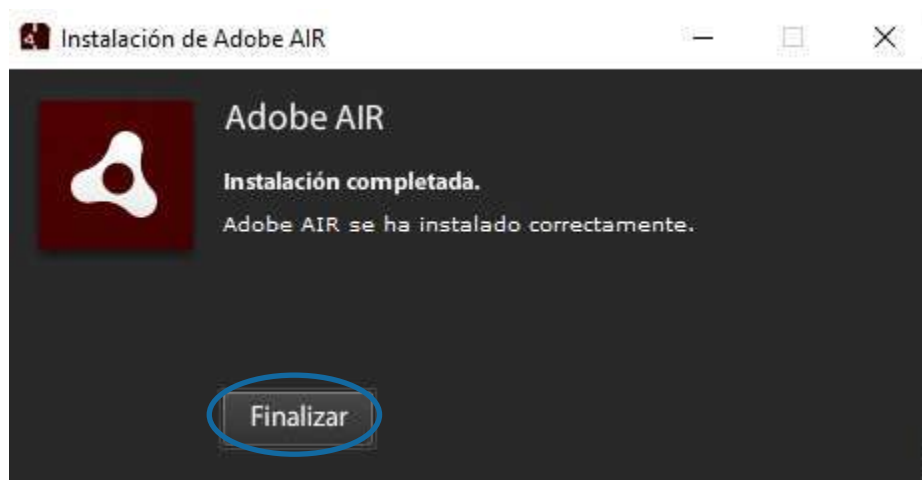 Instalación de Adobe AIR
Adobe AIR
Instalación completada.
Adobe AIR se ha instalado correctamente.
Finalizar